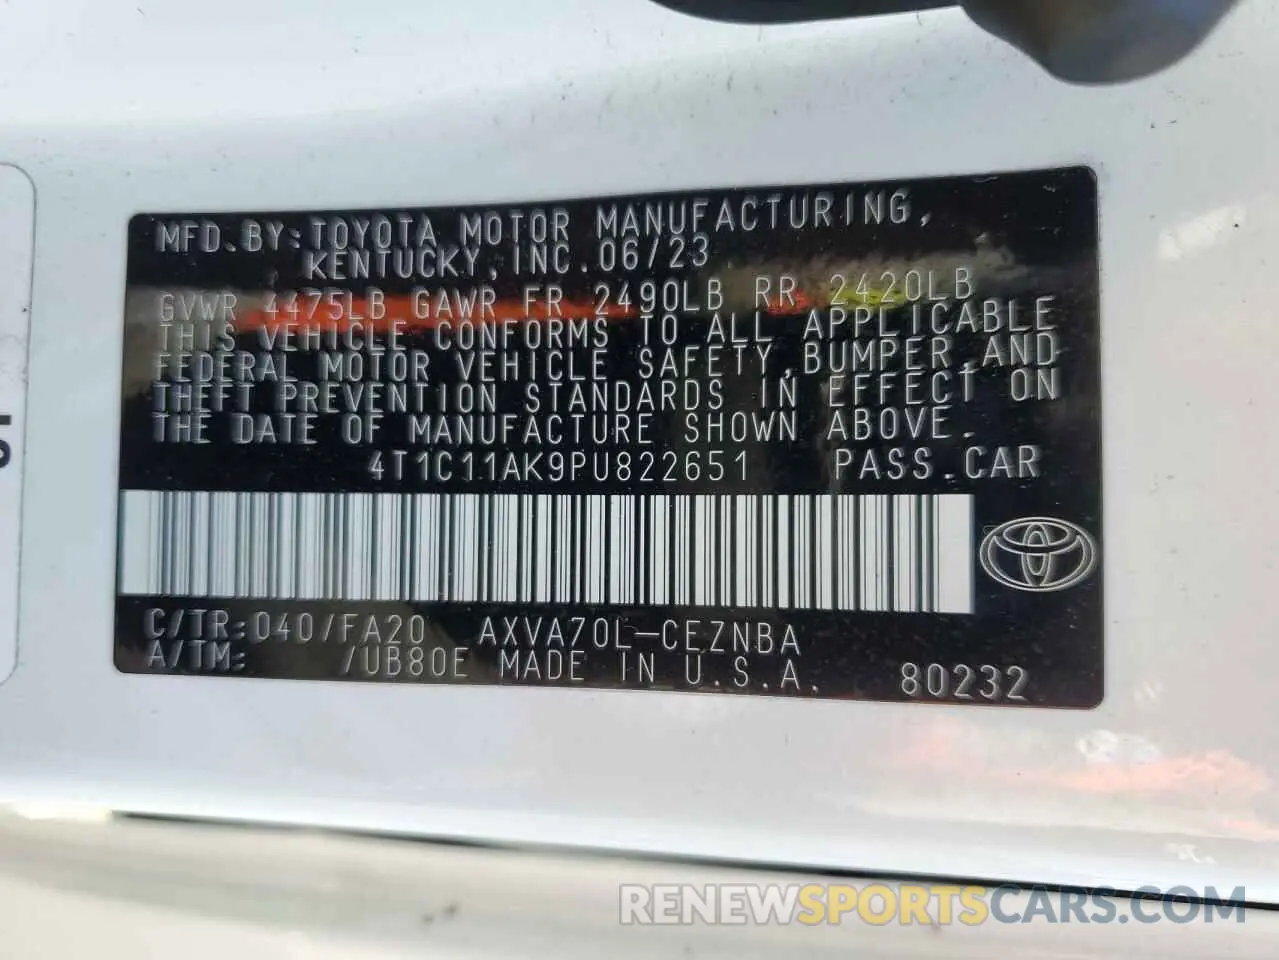 MFD.BY:TOYOTA MOTOR MANUFACTURING,
KENTUCKY,INC.06/23
GVWR 4475LB GAWR FR 2490LB RR 2420LB
THIS VEHICLE CONFORMS TO ALL APPLICABLE
FEDERAL MOTOR VEHICLE SAFETY,BUMPER,AND
THEFT PREVENTION STANDARDS IN EFFECT ON
THE DATE OF MANUFACTURE SHOWN ABOVE.
4T1C11AK9PU822651 PASS.CAR
C/TR:040/FA20 AXVA70L-CEZNBA
A/TM: /UB80E MADE IN U.S.A. 80232
RENEWSPORTSCARS.COM